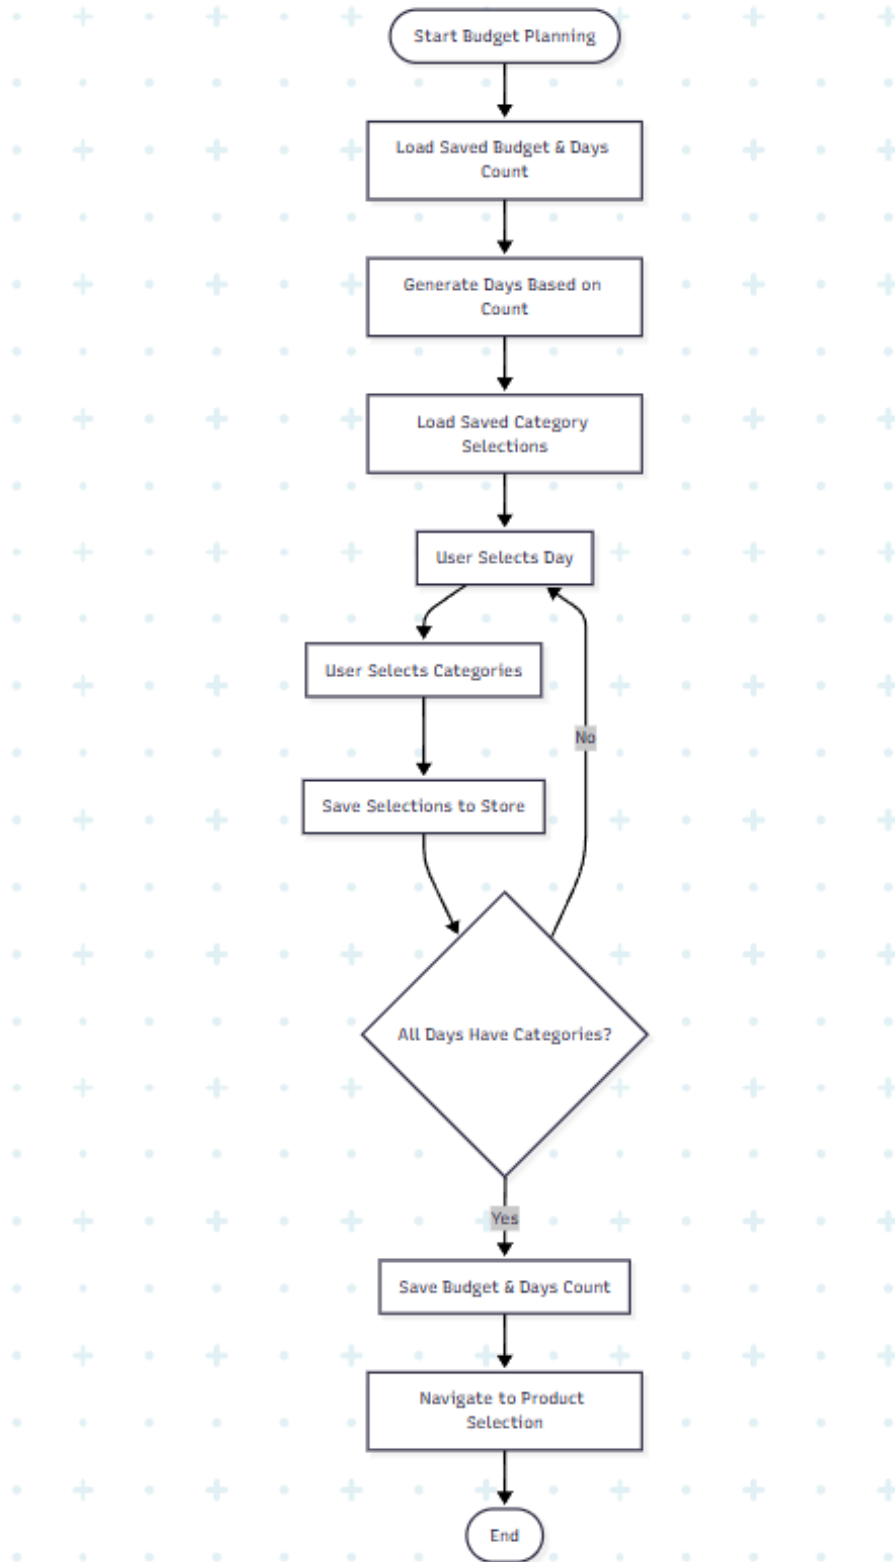 Start Budget Planning
Load Saved Budget & Days
Count
Generate Days Based on
Count
Load Saved Category
Selections
User Selects Day
User Selects Categories
No
Save Selections to Store
All Days Have Categories?
Yes
Save Budget & Days Count
Navigate to Product
Selection
End